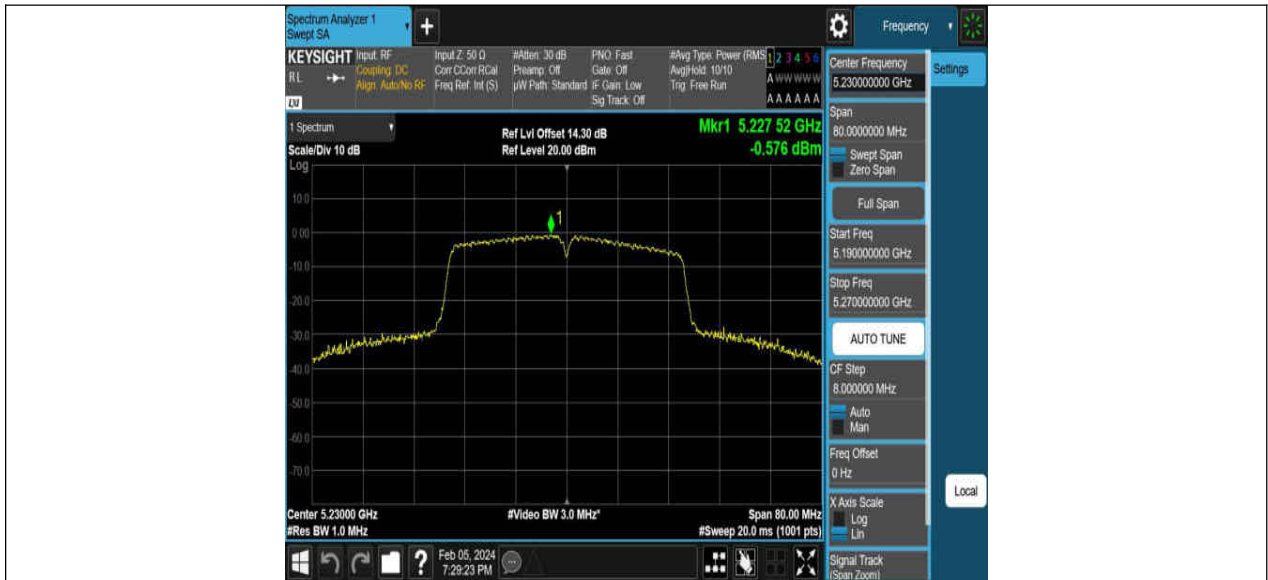 Spectrum Analyzer 1
Swept SA
+
Frequency
KEYSIGHT
RL
LXI
Input: RF
Coupling: DC
Align: Auto/No RF
Input Z: 50 Ω
Corr CCorr RCal
Freq Ref: Int (S)
#Atten: 30 dB
Preamp: Off
µW Path: Standard
PNO: Fast
Gate: Off
IF Gain: Low
Sig Track: Off
#Avg Type: Power (RMS
Avg|Hold: 10/10
Trig: Free Run
1 2 3 4 5 6
A W W W W W
A A A A A A
1 Spectrum
Scale/Div 10 dB
Log
Ref Lvl Offset 14.30 dB
Ref Level 20.00 dBm
Mkr1 5.227 52 GHz
-0.576 dBm
1
10.0
0.00
-10.0
-20.0
-30.0
-40.0
-50.0
-60.0
-70.0
Center 5.23000 GHz
#Res BW 1.0 MHz
#Video BW 3.0 MHz*
Span 80.00 MHz
#Sweep 20.0 ms (1001 pts)
?
Feb 05, 2024
7:29:23 PM
Center Frequency
5.230000000 GHz
Settings
Span
80.0000000 MHz
Swept Span
Zero Span
Full Span
Start Freq
5.190000000 GHz
Stop Freq
5.270000000 GHz
AUTO TUNE
CF Step
8.000000 MHz
Auto
Man
Freq Offset
0 Hz
X Axis Scale
Log
Lin
Local
Signal Track
(Span Zoom)